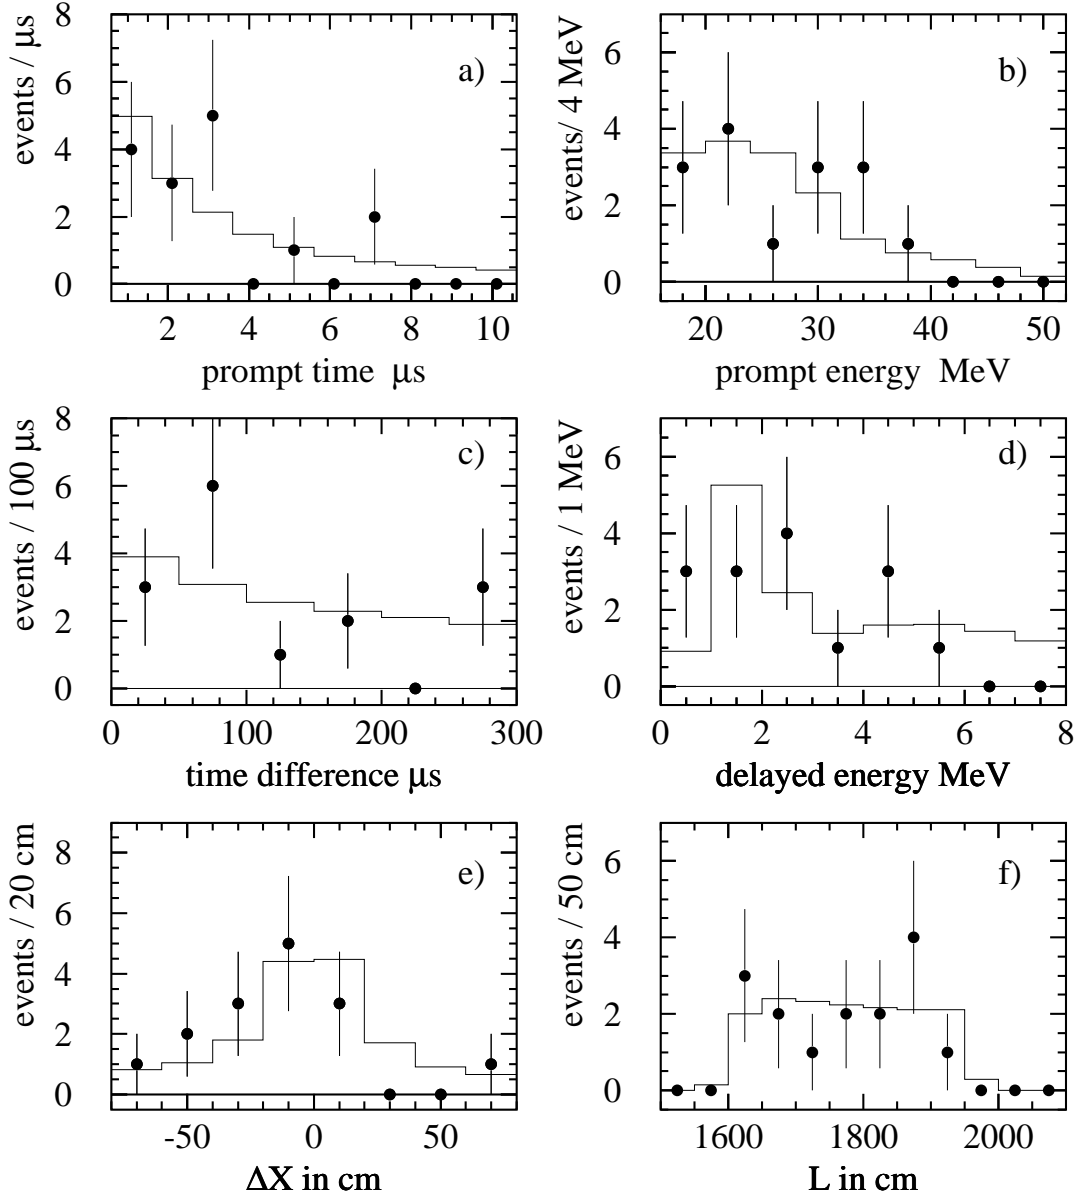 events / μs
8
6
4
2
0
a)
2 4 6 8 10
prompt time μs
events/ 4 MeV
6
4
2
0
b)
20 30 40 50
prompt energy MeV
events / 100 μs
8
6
4
2
0
c)
0 100 200 300
time difference μs
events / 1 MeV
6
4
2
0
d)
0 2 4 6 8
delayed energy MeV
events / 20 cm
8
6
4
2
0
e)
-50 0 50
ΔX in cm
events / 50 cm
6
4
2
0
f)
1600 1800 2000
L in cm